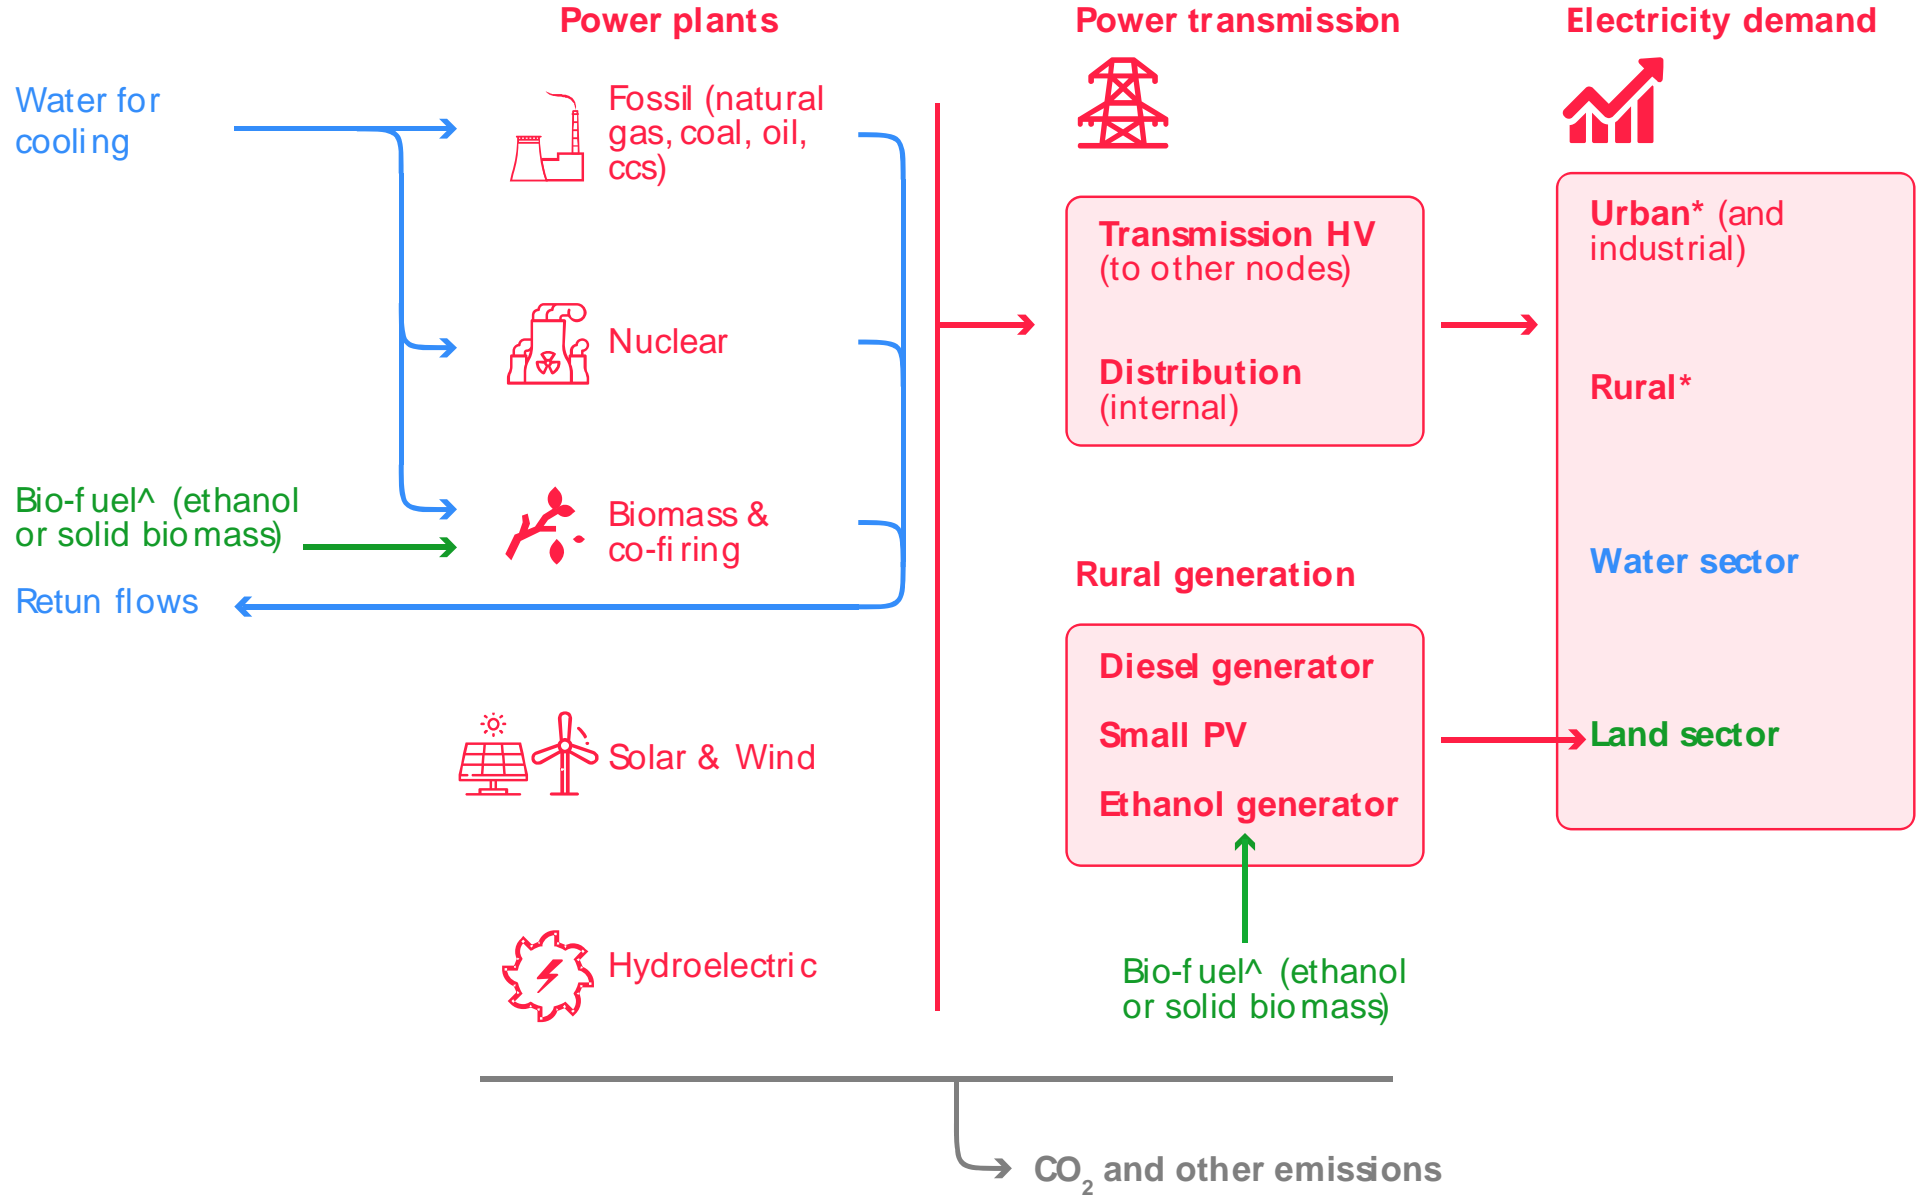 Power plants
Power transmission
Electricity demand
Water for
cooling
Fossil (natural
gas, coal, oil,
ccs)
Nuclear
Bio-fuel^ (ethanol
or solid biomass)
Biomass &
co-firing
Retun flows
Solar & Wind
Hydroelectric
Transmission HV
(to other nodes)
Distribution
(internal)
Rural generation
Diesel generator
Small PV
Ethanol generator
Bio-fuel^ (ethanol
or solid biomass)
Urban* (and
industrial)
Rural*
Water sector
Land sector
CO2 and other emissions